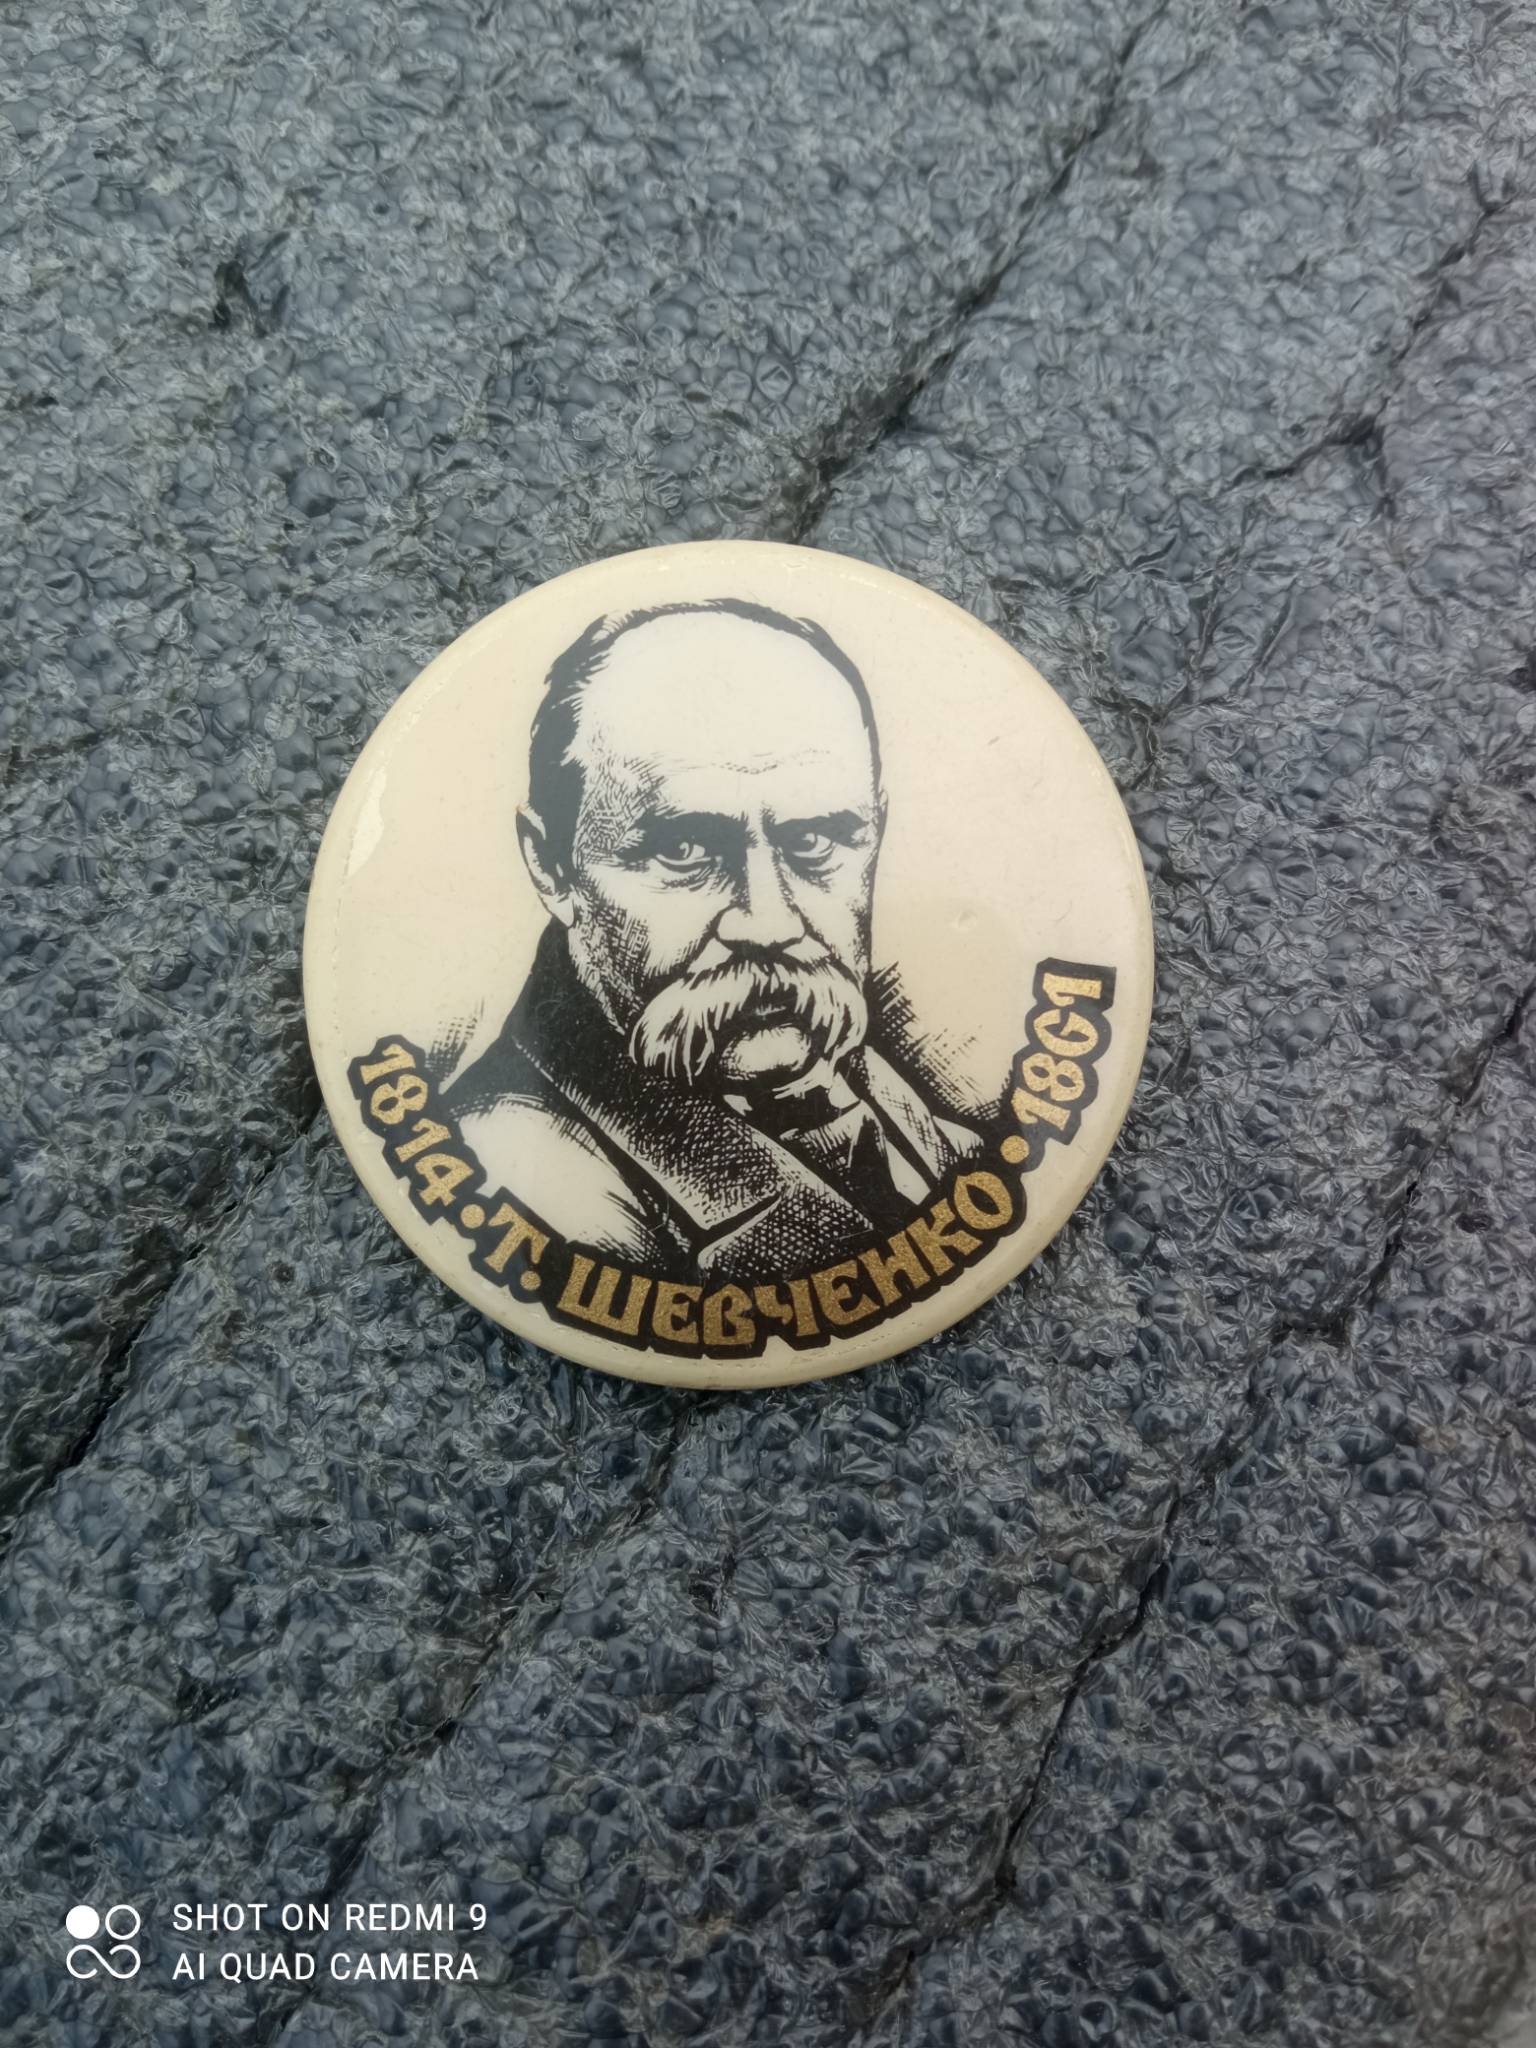 1814 • Т. ШЕВЧЕНКО • 1861
SHOT ON REDMI 9
AI QUAD CAMERA